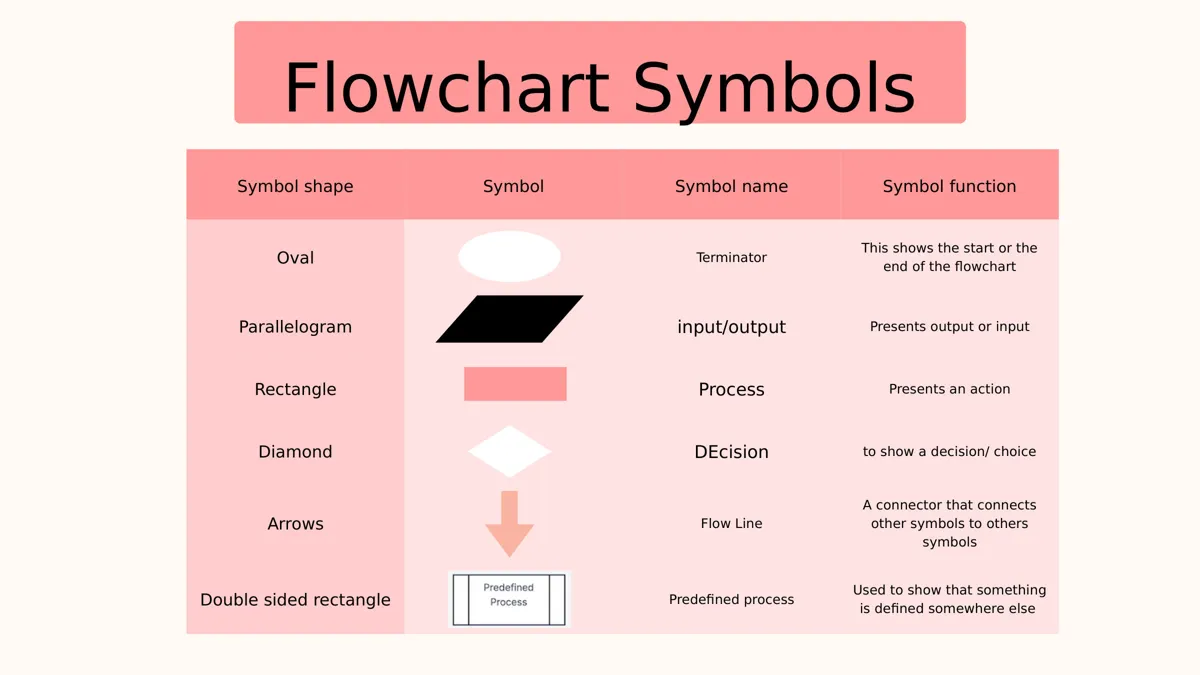 Flowchart Symbols
Symbol shape
Symbol
Symbol name
Symbol function
Oval
Terminator
This shows the start or the
end of the flowchart
Parallelogram
input/output
Presents output or input
Rectangle
Process
Presents an action
Diamond
DEcision
to show a decision/ choice
Arrows
Flow Line
A connector that connects
other symbols to others
symbols
Double sided rectangle
Predefined
Process
Predefined process
Used to show that something
is defined somewhere else